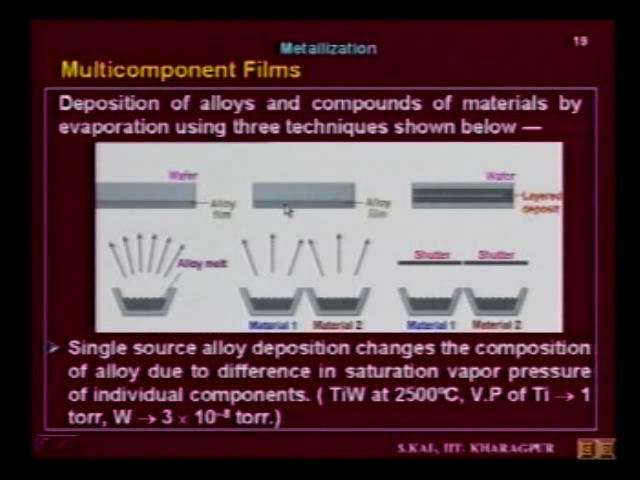 19
Metallization
Multicomponent Films
Deposition of alloys and compounds of materials by
evaporation using three techniques shown below —
Wafer
Wafer
Alloy
film
Alloy
film
Layered
deposit
Alloy melt
Shutter
Shutter
Material 1
Material 2
Material 1
Material 2
Single source alloy deposition changes the composition
of alloy due to difference in saturation vapor pressure
of individual components. ( TiW at 2500ºC, V.P of Ti → 1
torr, W → 3 × 10⁻⁸ torr.)
S.KAL, IIT- KHARAGPUR